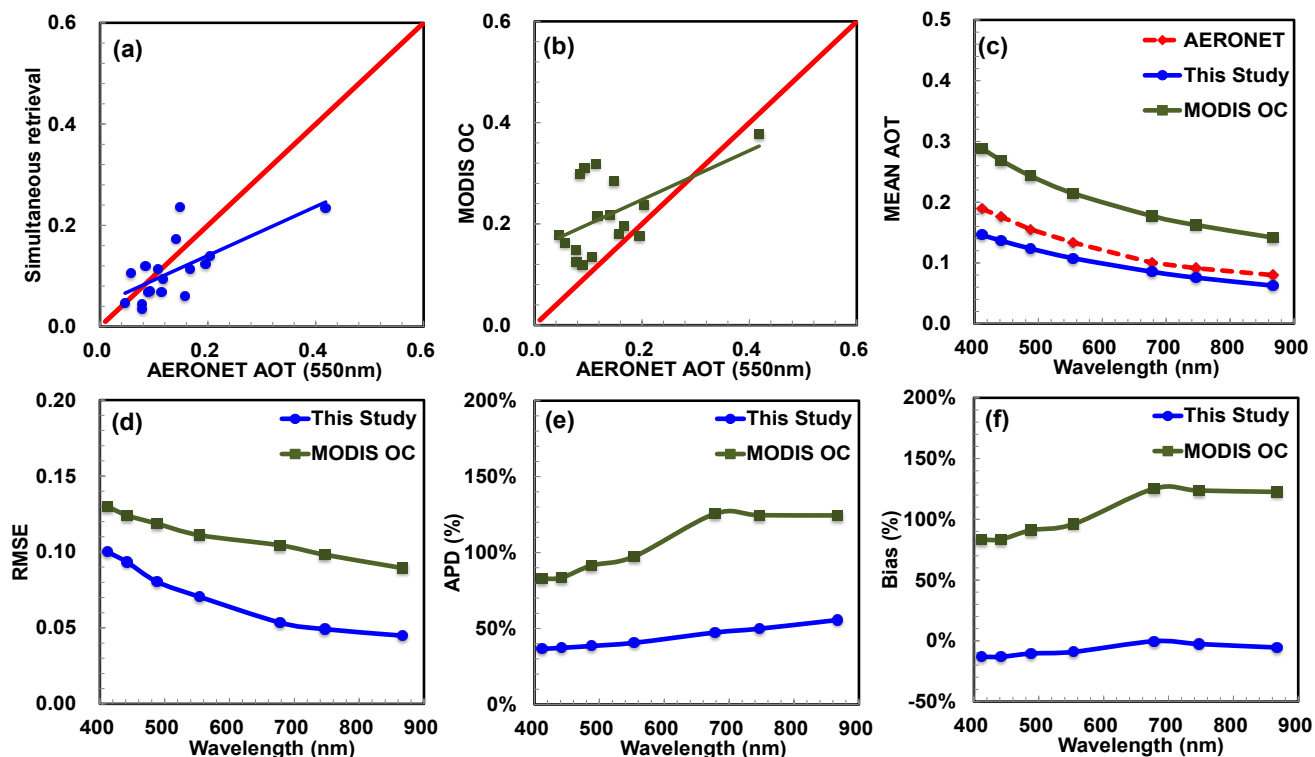 (a)
Simultaneous retrieval
0.6
0.4
0.2
0.0
0.0 0.2 0.4 0.6
AERONET AOT (550nm)
(b)
MODIS OC
0.6
0.4
0.2
0.0
0.0 0.2 0.4 0.6
AERONET AOT (550nm)
(c)
AERONET
This Study
MODIS OC
MEAN AOT
0.5
0.4
0.3
0.2
0.1
0.0
400 500 600 700 800 900
Wavelength (nm)
(d)
This Study
MODIS OC
RMSE
0.20
0.15
0.10
0.05
0.00
400 500 600 700 800 900
Wavelength (nm)
(e)
This Study
MODIS OC
APD (%)
200%
150%
100%
50%
0%
400 500 600 700 800 900
Wavelength (nm)
(f)
This Study
MODIS OC
Bias (%)
200%
150%
100%
50%
0%
-50%
400 500 600 700 800 900
Wavelength (nm)